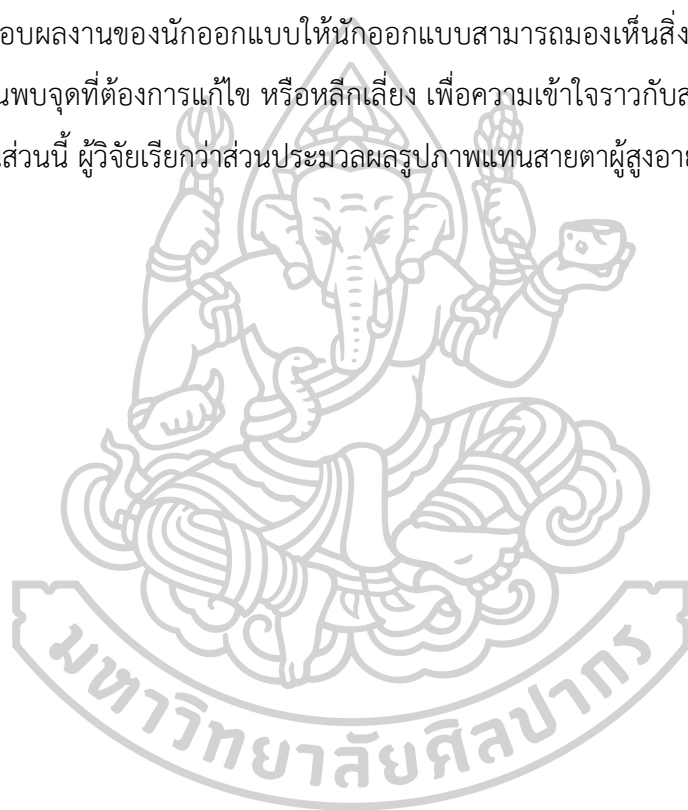 อบผลงานของนักออกแบบให้นักออกแบบสามารถมองเห็นสิ่ง
นพบจุดที่ต้องการแก้ไข หรือหลีกเลี่ยง เพื่อความเข้าใจราวกับส
นส่วนนี้ ผู้วิจัยเรียกว่าส่วนประมวลผลรูปภาพแทนสายตาผู้สูงอาย
มหาวิทยาลัยศิลปากร